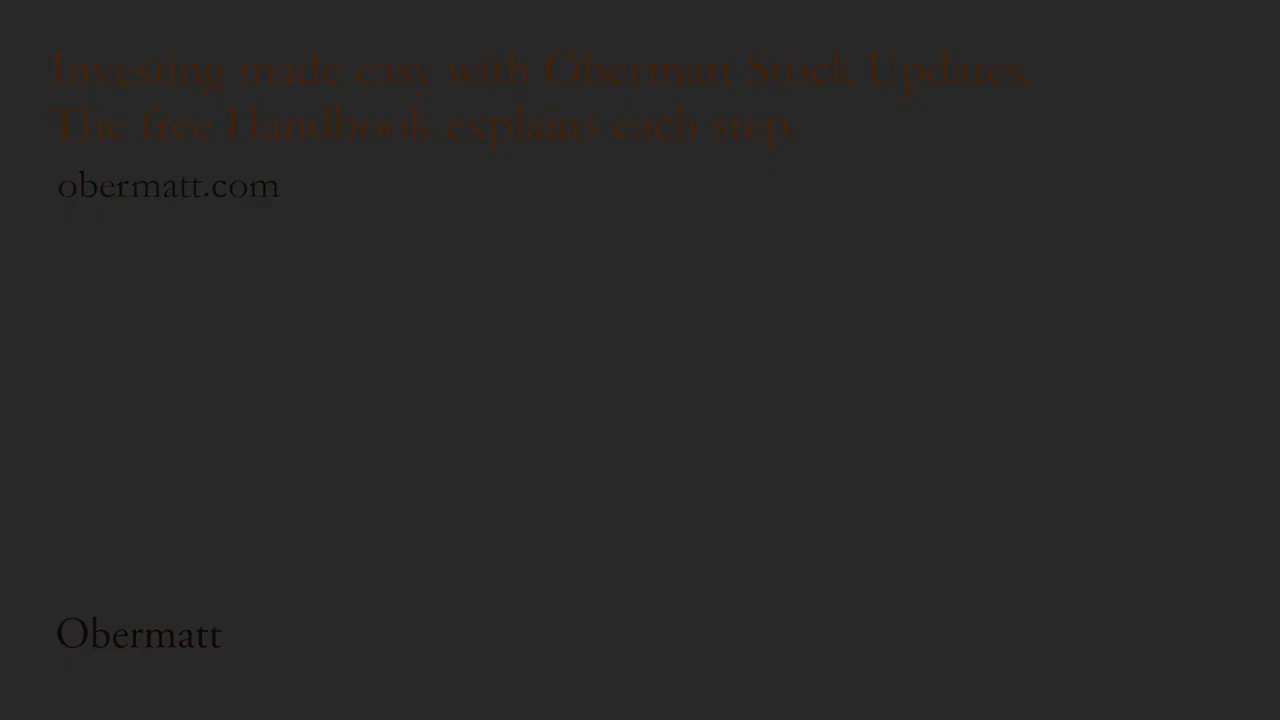 Investing made easy with Obermatt Stock Updates.
The free Handbook explains each step.
obermatt.com
Obermatt